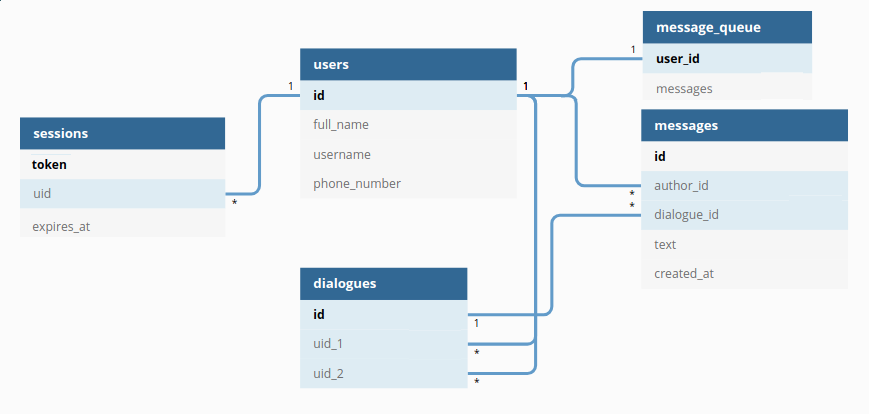 message_queue
1
user_id
messages
users
1
id
1
full_name
username
phone_number
sessions
token
uid
*
expires_at
messages
id
author_id
*
*
dialogue_id
text
created_at
dialogues
id
1
uid_1
*
uid_2
*